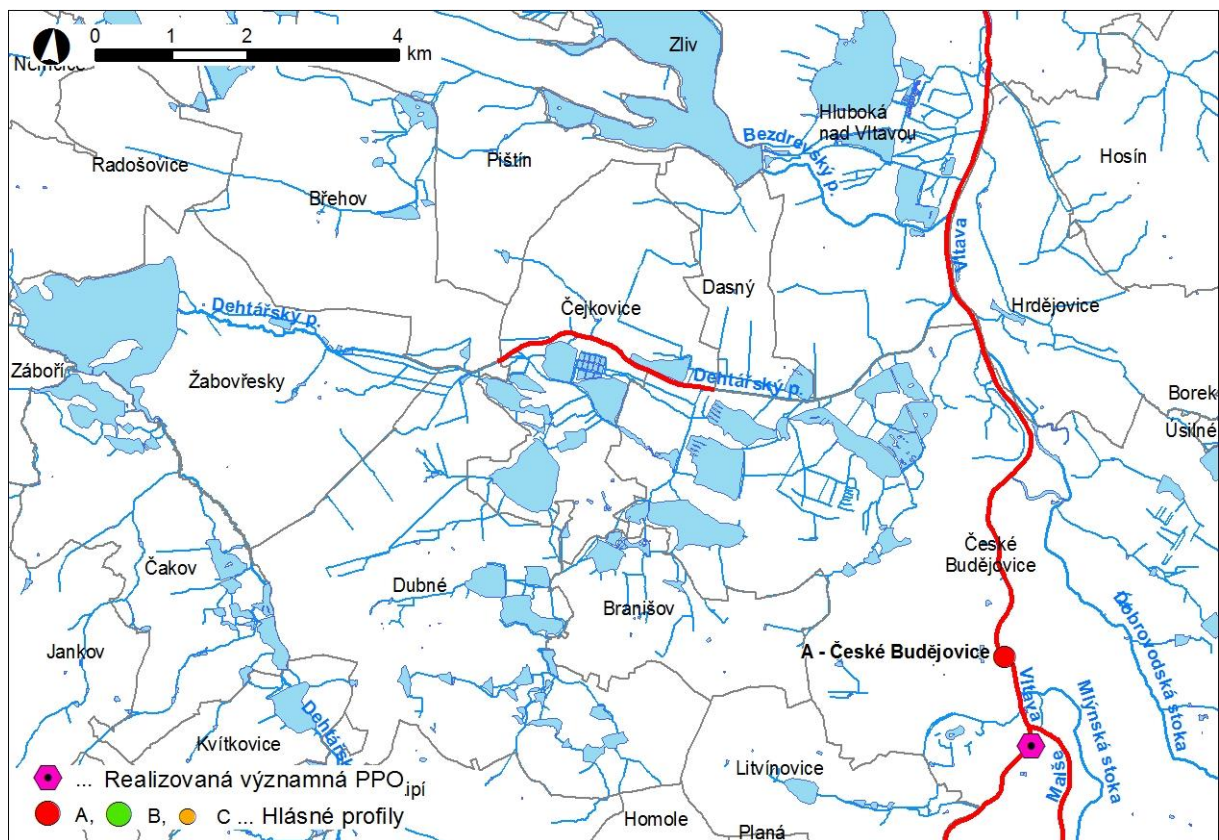 0 1 2 4
km
Zliv
Hluboká
nad Vltavou
Bezdrevský p.
Hosín
Radošovice
Pištín
Břehov
Vltava
Dasný
Hrdějovice
Dehtářský p.
Čejkovice
Záboří
Žabovřesky
Dehtářský p.
Borek
Úsilné
České
Budějovice
Čakov
Dubné
Branišov
Dobrovodská stoka
Jankov
A - České Budějovice
Vltava
Mlýnská stoka
Kvítkovice
Litvínovice
Malše
... Realizovaná významná PPO
A, B, C ... Hlásné profily
Homole
Planá